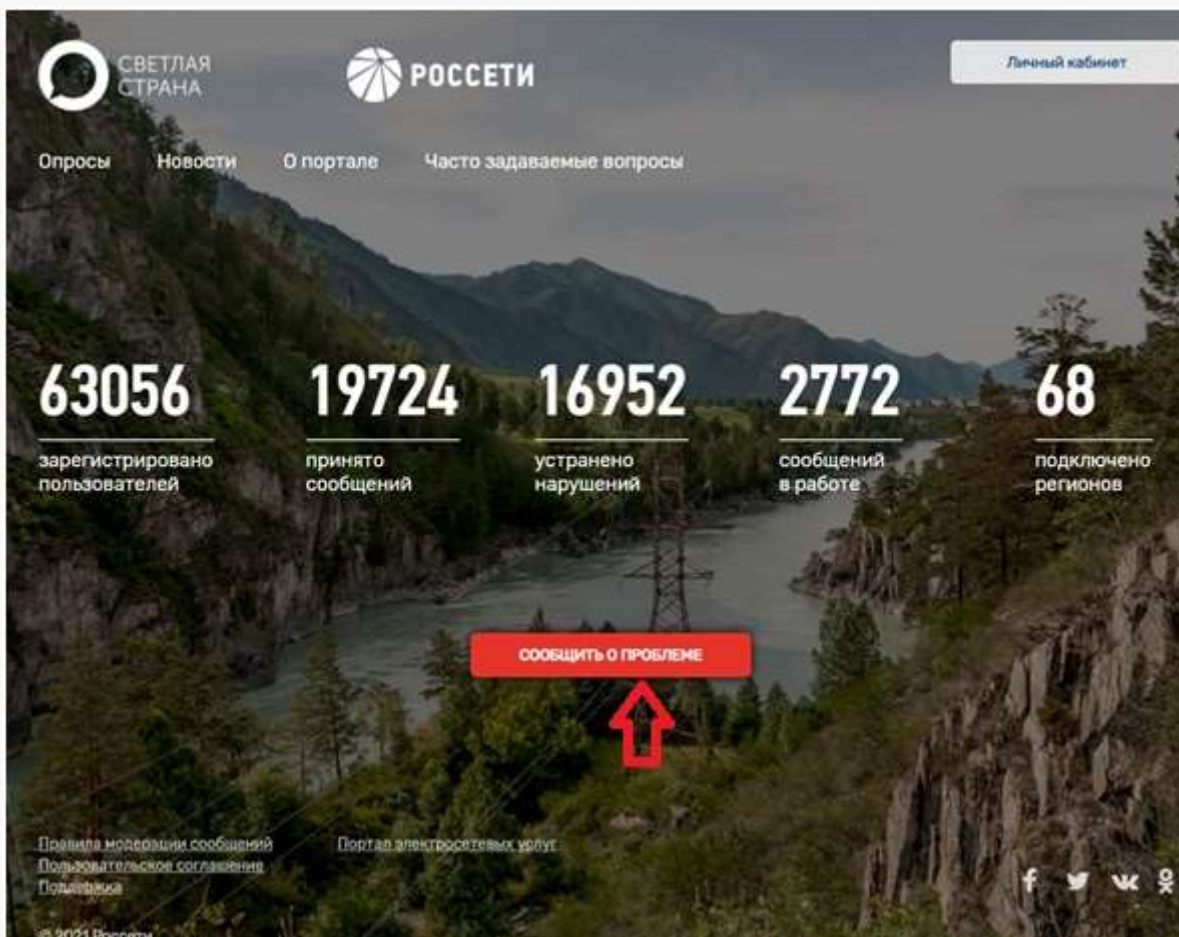 СВЕТЛАЯ
СТРАНА
РОССЕТИ
Личный кабинет
Опросы Новости О портале Часто задаваемые вопросы
63056 19724 16952 2772 68
зарегистрировано принято устранено сообщений подключено
пользователей сообщений нарушений в работе регионов
СООБЩИТЬ О ПРОБЛЕМЕ
Правила модерации сообщений Портал электросетевых услуг
Пользовательское соглашение
Поддержка
© 2021 Россети